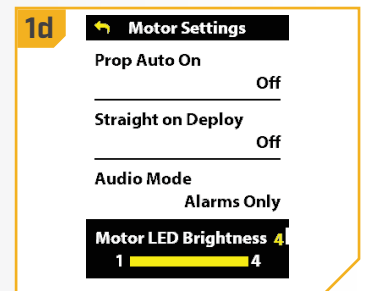 1d
Motor Settings
Prop Auto On
Off
Straight on Deploy
Off
Audio Mode
Alarms Only
Motor LED Brightness 4
1 4